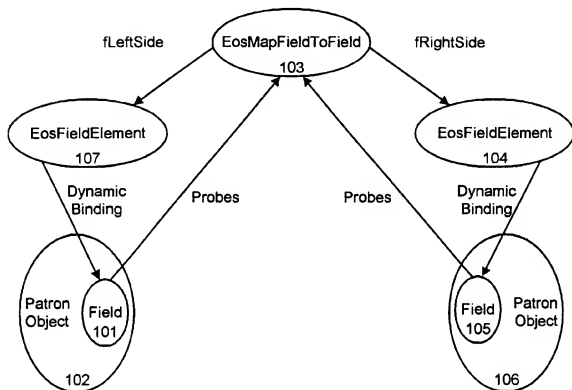 fLeftSide
EosMapFieldToField
103
fRightSide
EosFieldElement
107
EosFieldElement
104
Dynamic
Binding
Probes
Probes
Dynamic
Binding
Patron
Object
Field
101
102
Field
105
Patron
Object
106